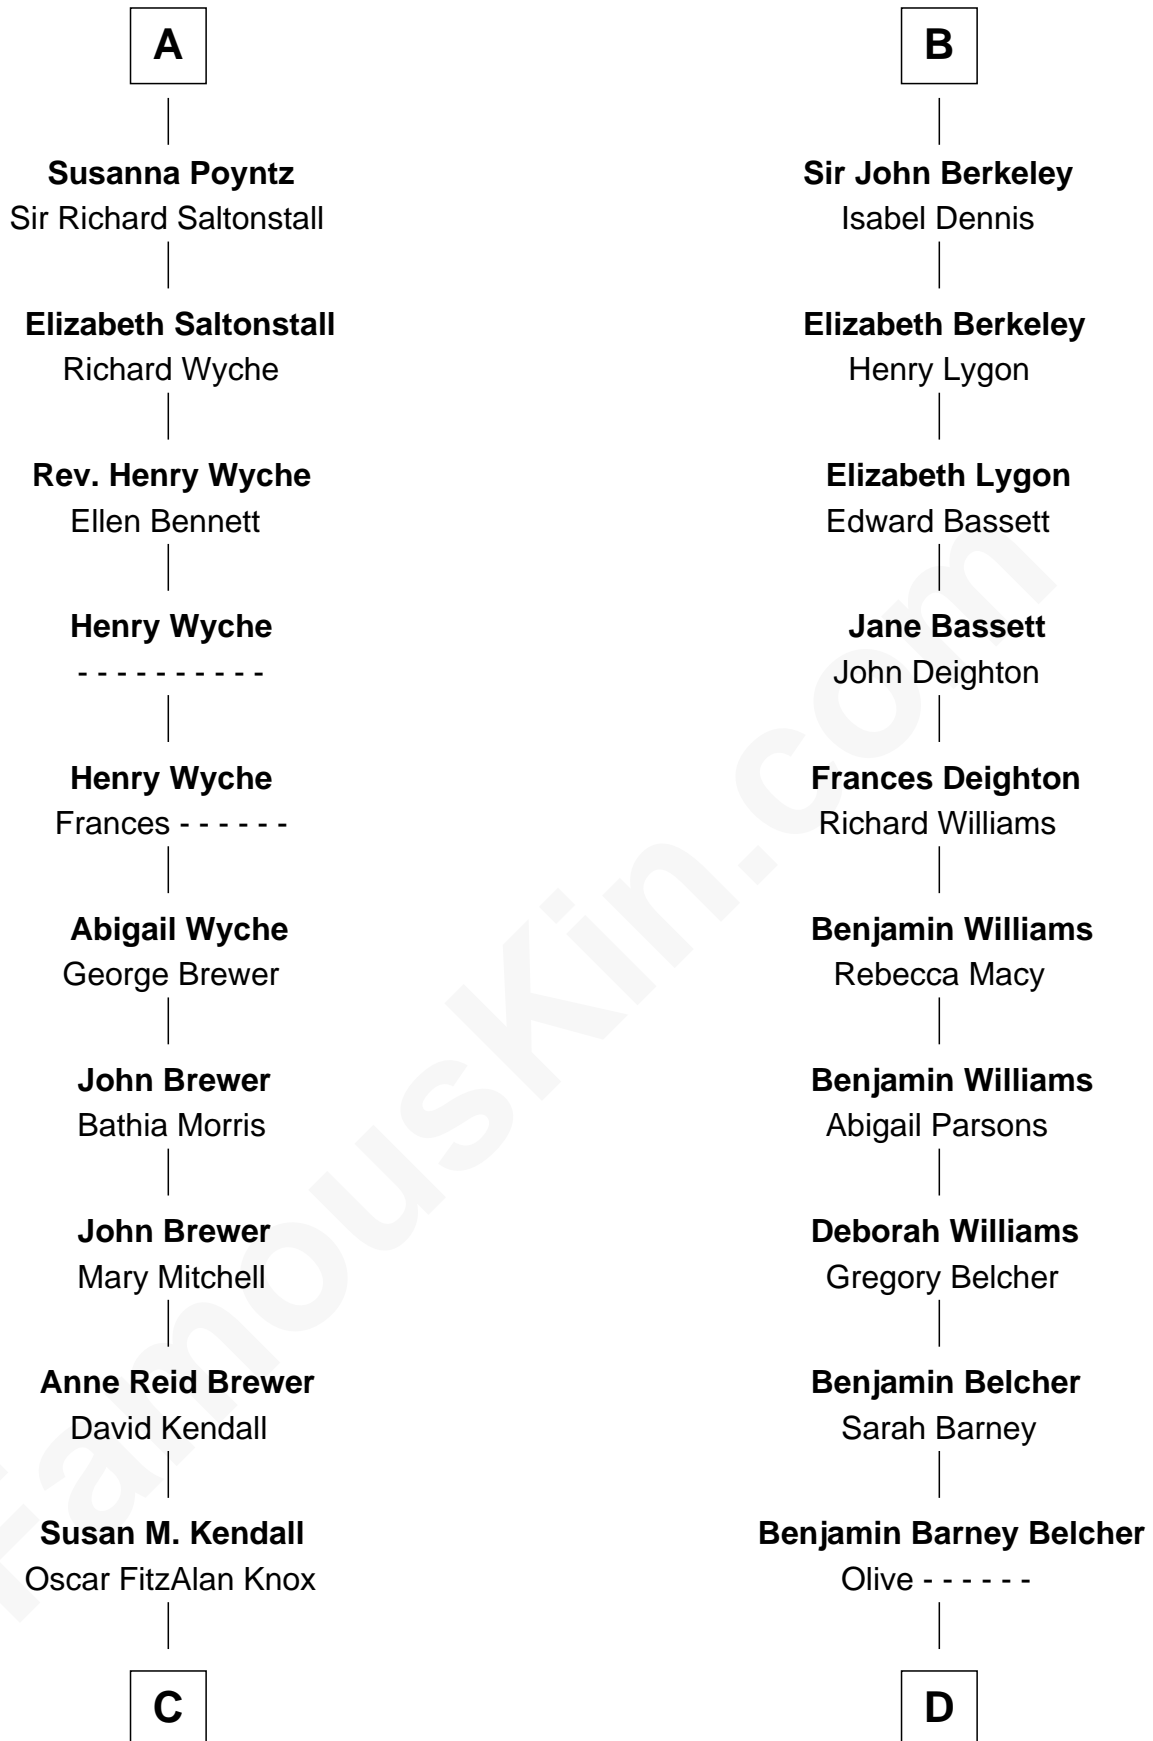 A
Susanna Poyntz
Sir Richard Saltonstall
Elizabeth Saltonstall
Richard Wyche
Rev. Henry Wyche
Ellen Bennett
Henry Wyche
- - - - - - - - - -
Henry Wyche
Frances - - - - - -
Abigail Wyche
George Brewer
John Brewer
Bathia Morris
John Brewer
Mary Mitchell
Anne Reid Brewer
David Kendall
Susan M. Kendall
Oscar FitzAlan Knox
C
B
Sir John Berkeley
Isabel Dennis
Elizabeth Berkeley
Henry Lygon
Elizabeth Lygon
Edward Bassett
Jane Bassett
John Deighton
Frances Deighton
Richard Williams
Benjamin Williams
Rebecca Macy
Benjamin Williams
Abigail Parsons
Deborah Williams
Gregory Belcher
Benjamin Belcher
Sarah Barney
Benjamin Barney Belcher
Olive - - - - - -
D
FamousKin.com